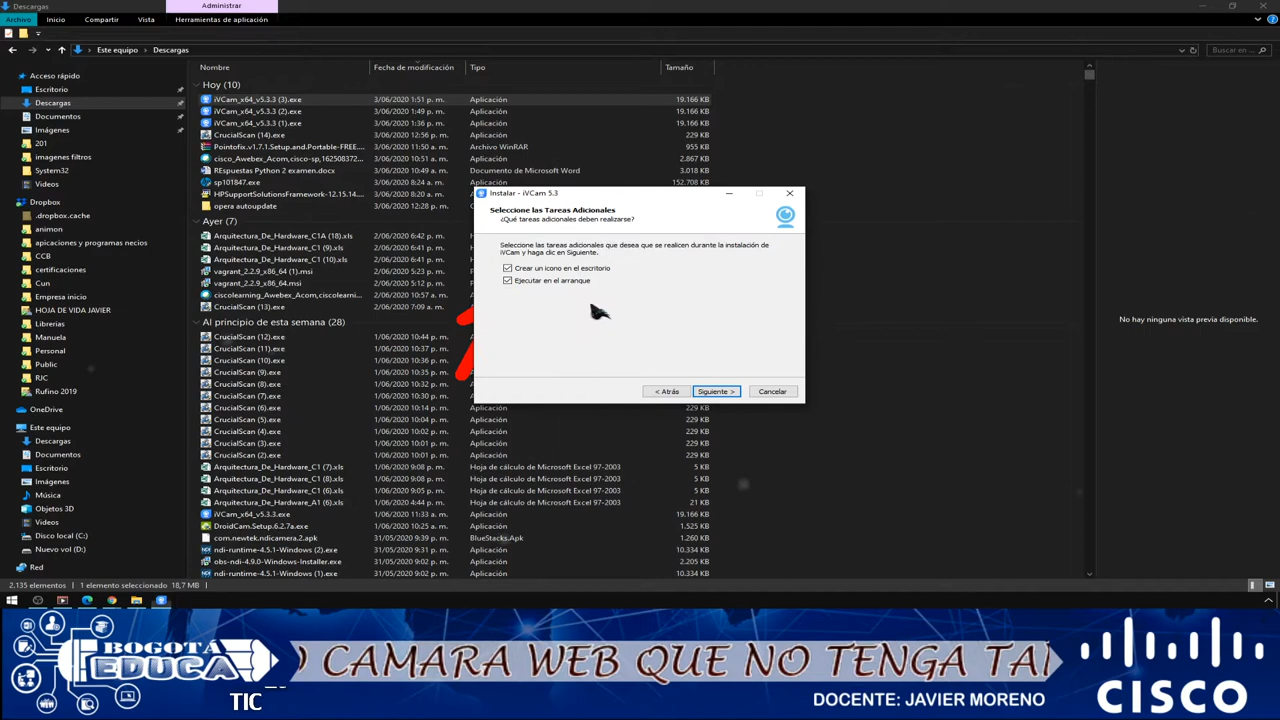 Descargas
Administrar
Archivo Inicio Compartir Vista Herramientas de aplicación
Este equipo > Descargas
Buscar en ...
Nombre Fecha de modificación Tipo Tamaño
Acceso rápido
Escritorio
Descargas
Documentos
Imágenes
201
imagenes filtros
System32
Videos
Dropbox
.dropbox.cache
animon
apicaciones y programas necesios
CCB
certificaciones
Cun
Empresa inicio
HOJA DE VIDA JAVIER
Librerias
Manuela
Personal
Public
RJC
Rufino 2019
OneDrive
Este equipo
Descargas
Documentos
Escritorio
Imágenes
Música
Objetos 3D
Videos
Disco local (C:)
Nuevo vol (D:)
Red
Hoy (10)
iVCam_x64_v5.3.3 (3).exe 3/06/2020 1:51 p. m. Aplicación 19.166 KB
iVCam_x64_v5.3.3 (2).exe 3/06/2020 1:49 p. m. Aplicación 19.166 KB
iVCam_x64_v5.3.3 (1).exe 3/06/2020 1:36 p. m. Aplicación 19.166 KB
CrucialScan (14).exe 3/06/2020 12:56 p. m. Aplicación 229 KB
Pointofix.v1.7.1.Setup.and.Portable-FREE.... 3/06/2020 11:50 a. m. Archivo WinRAR 955 KB
cisco_Awebex_Acom,cisco-sp,162508372... 3/06/2020 10:51 a. m. Aplicación 2.867 KB
REspuestas Python 2 examen.docx 3/06/2020 10:17 a. m. Documento de Microsoft Word 3.018 KB
sp101847.exe 3/06/2020 8:24 a. m. Aplicación 152.708 KB
HPSupportSolutionsFramework-12.15.14.... 3/06/2020
opera autoupdate 3/06/2020
Ayer (7)
Arquitectura_De_Hardware_C1A (18).xls 2/06/2020 6:42 p. m.
Arquitectura_De_Hardware_C1 (9).xls 2/06/2020
Arquitectura_De_Hardware_C1 (10).xls 2/06/2020
vagrant_2.2.9_x86_64 (1).msi 2/06/2020
vagrant_2.2.9_x86_64.msi 2/06/2020
ciscolearning_Awebex_Acom,ciscolearni... 2/06/2020 10:57 a. m.
CrucialScan (13).exe 2/06/2020 7:09 a. m.
Al principio de esta semana (28)
CrucialScan (12).exe 1/06/2020 10:44 p. m.
CrucialScan (11).exe 1/06/2020 10:37 p. m.
CrucialScan (10).exe 1/06/2020 10:36 p. m.
CrucialScan (9).exe 1/06/2020 10:35 p. m.
CrucialScan (8).exe 1/06/2020
CrucialScan (7).exe 1/06/2020
CrucialScan (6).exe 1/06/2020 Aplicación 229 KB
CrucialScan (5).exe 1/06/2020 Aplicación 229 KB
CrucialScan (4).exe 1/06/2020 Aplicación 229 KB
CrucialScan (3).exe 1/06/2020 10:02 p. m. Aplicación 229 KB
CrucialScan (2).exe 1/06/2020 10:01 p. m. Aplicación 229 KB
Arquitectura_De_Hardware_C1 (7).xls 1/06/2020 9:08 p. m. Hoja de cálculo de Microsoft Excel 97-2003 5 KB
Arquitectura_De_Hardware_C1 (8).xls 1/06/2020 9:08 p. m. Hoja de cálculo de Microsoft Excel 97-2003 5 KB
Arquitectura_De_Hardware_C1 (6).xls 1/06/2020 9:05 p. m. Hoja de cálculo de Microsoft Excel 97-2003 5 KB
Arquitectura_De_Hardware_A1 (6).xls 1/06/2020 4:44 p. m. Hoja de cálculo de Microsoft Excel 97-2003 21 KB
iVCam_x64_v5.3.3.exe 1/06/2020 11:33 a. m. Aplicación 19.166 KB
DroidCam.Setup.6.2.7a.exe 1/06/2020 10:25 a. m. Aplicación 1.525 KB
com.newtek.ndicamera.2.apk 31/05/2020 9:39 p. m. BlueStacks.Apk 1.260 KB
ndi-runtime-4.5.1-Windows (2).exe 31/05/2020 9:03 p. m. Aplicación 10.334 KB
obs-ndi-4.9.0-Windows-Installer.exe 31/05/2020 9:02 p. m. Aplicación 2.205 KB
ndi-runtime-4.5.1-Windows (1).exe 31/05/2020 9:02 p. m. Aplicación 10.334 KB
Instalar - iVCam 5.3
Seleccione las Tareas Adicionales
¿Qué tareas adicionales deben realizarse?
Seleccione las tareas adicionales que desea que se realicen durante la instalación de
iVCam y haga clic en Siguiente.
Crear un icono en el escritorio
Ejecutar en el arranque
< Atrás Siguiente > Cancelar
No hay ninguna vista previa disponible.
2.135 elementos 1 elemento seleccionado 18,7 MB
BOGOTÁ
EDUCA
TIC
CAMARA WEB QUE NO TENGA
DOCENTE: JAVIER MORENO
CISCO